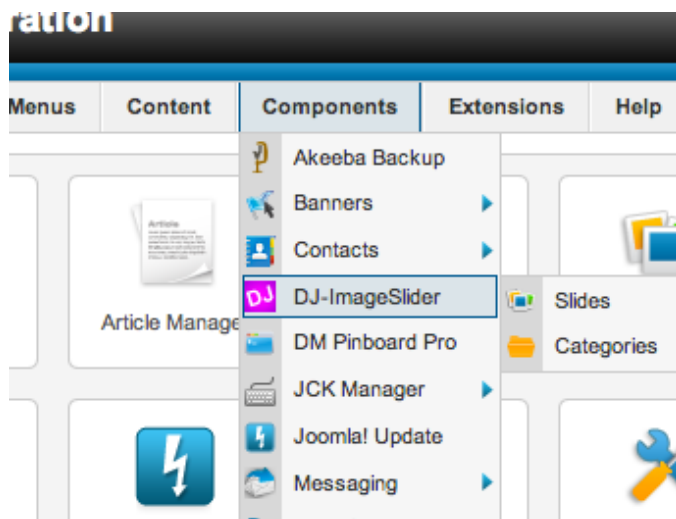 ration
Menus
Content
Components
Extensions
Help
Akeeba Backup
Banners
Contacts
DJ DJ-ImageSlider
Slides
DM Pinboard Pro
Categories
JCK Manager
Joomla! Update
Messaging
Article
Article Manage